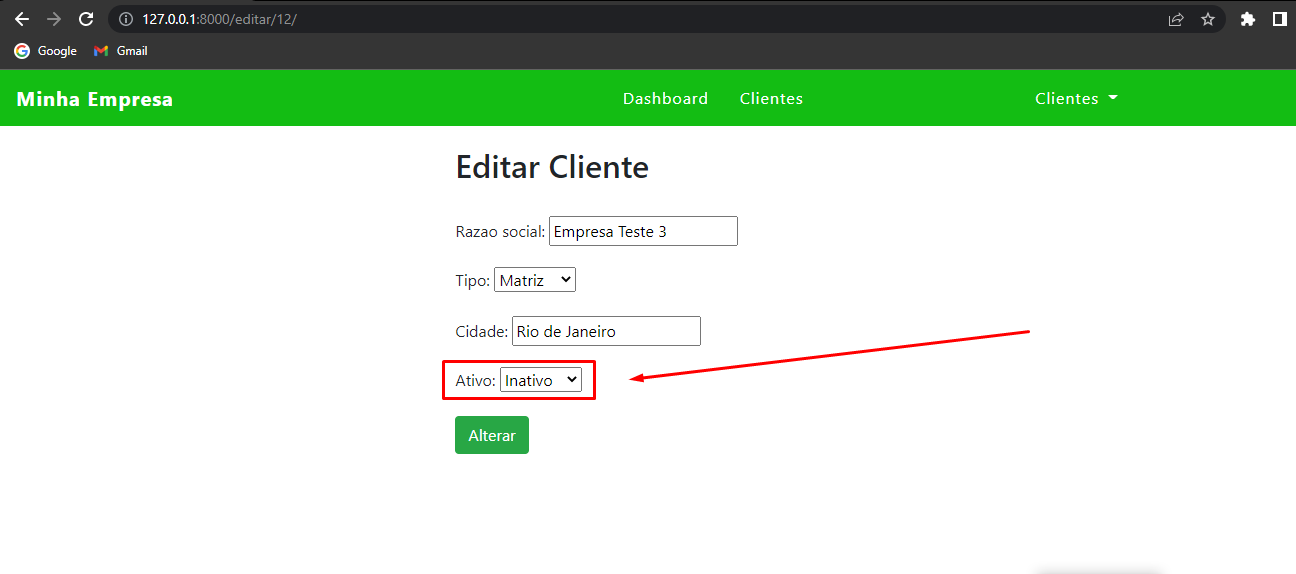 127.0.0.1:8000/editar/12/
Google Gmail
Minha Empresa Dashboard Clientes Clientes
Editar Cliente
Razao social: Empresa Teste 3
Tipo: Matriz
Cidade: Rio de Janeiro
Ativo: Inativo
Alterar